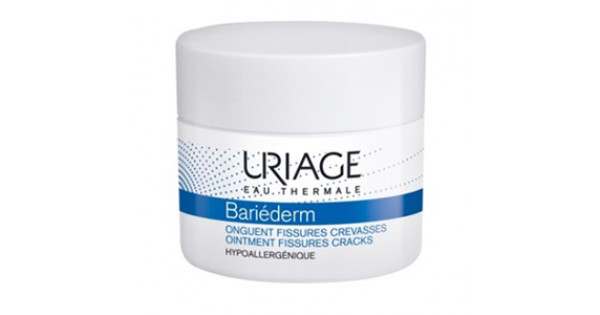 URIAGE
EAU THERMALE
Bariéderm
ONGUENT FISSURES CREVASSES
OINTMENT FISSURES CRACKS
HYPOALLERGÉNIQUE